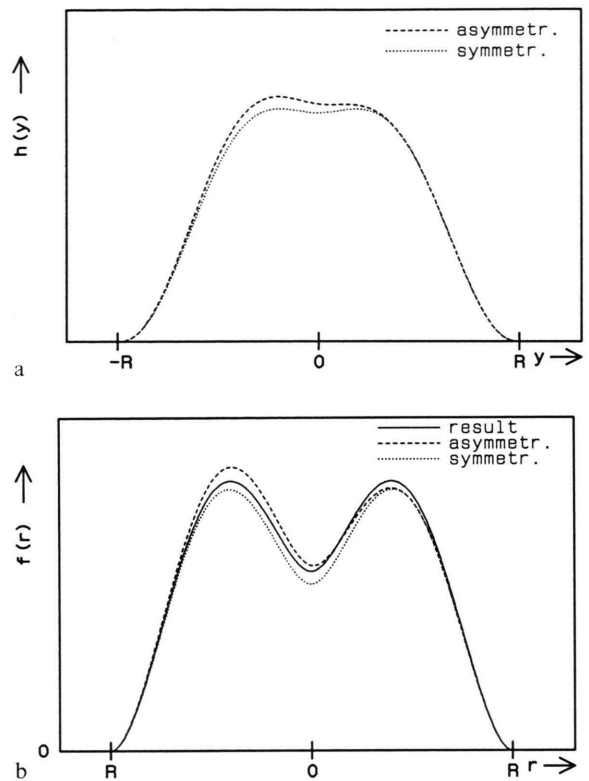 asymmetr.
symmetr.
h(y)
-R 0 R y
a
result
asymmetr.
symmetr.
f(r)
0
R 0 R r
b